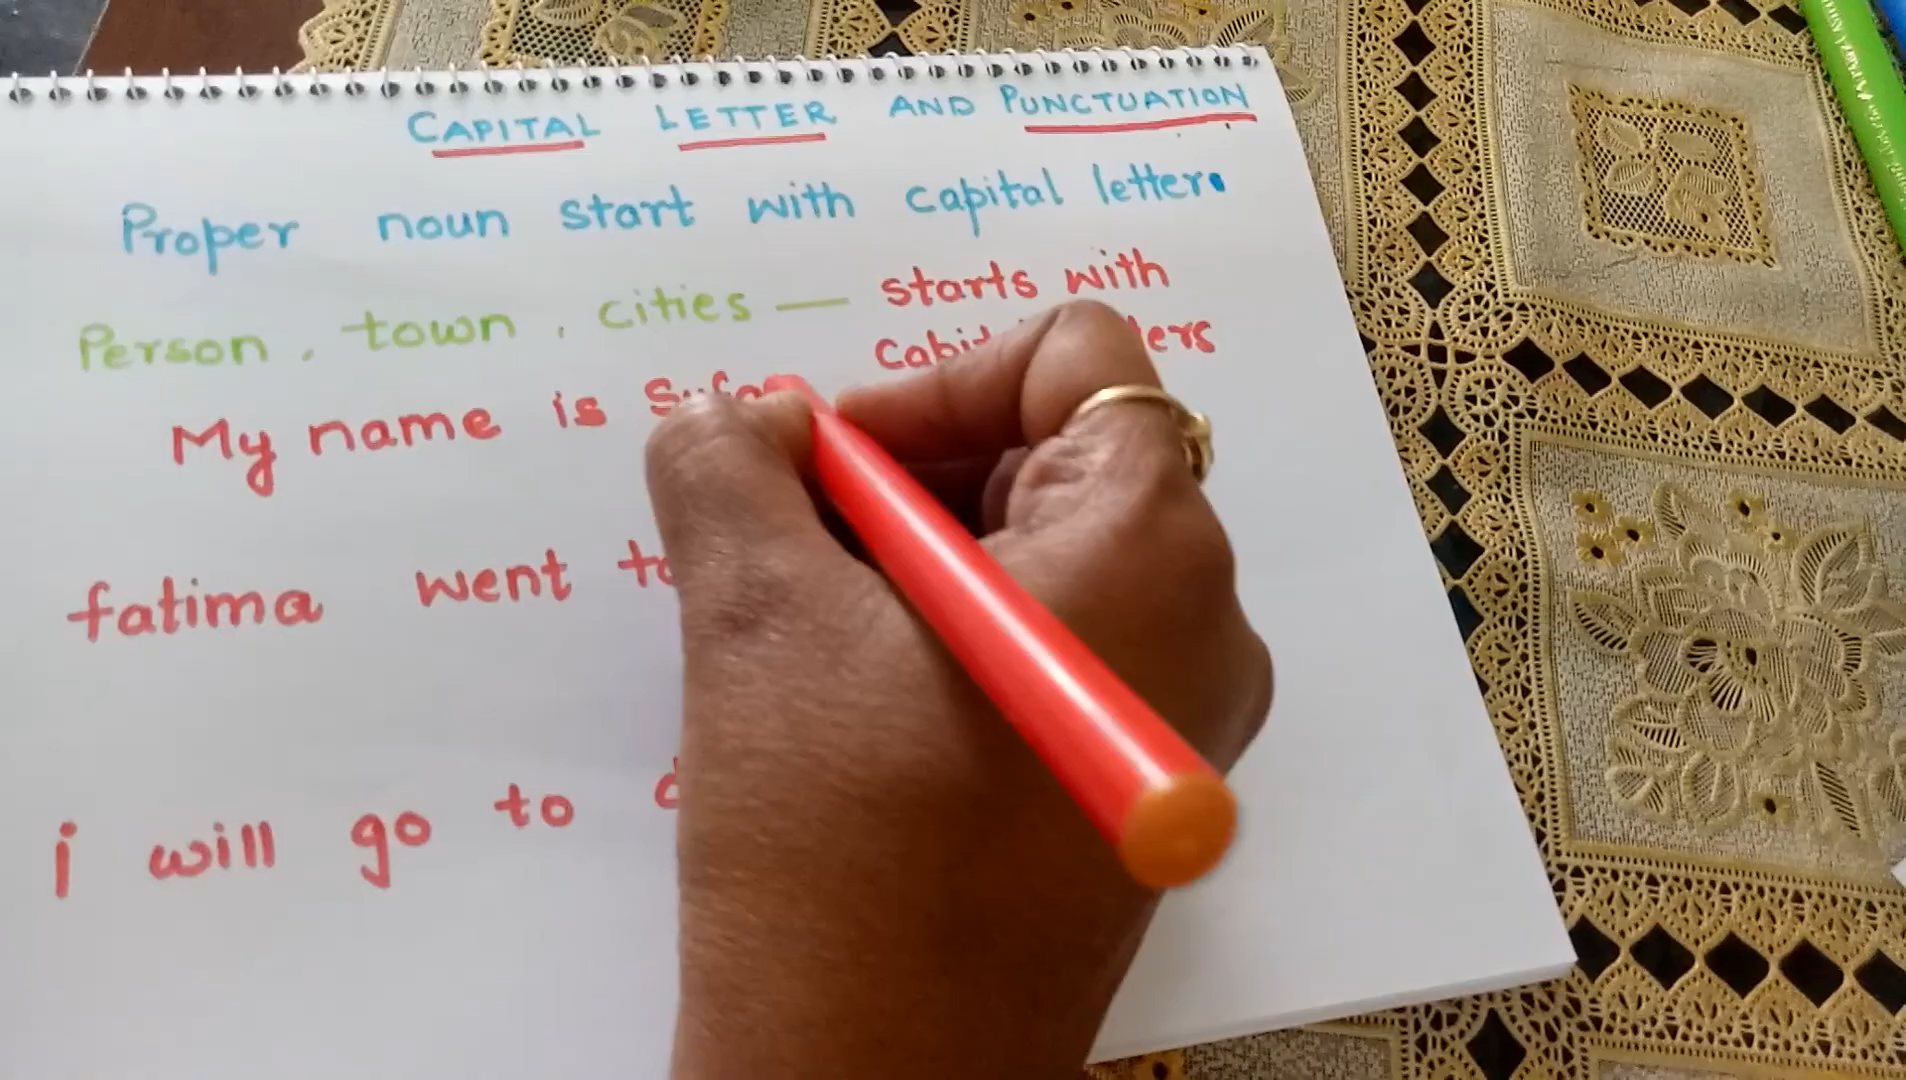 CAPITAL LETTER AND PUNCTUATION
Proper noun start with capital letter.
Person, town, cities — starts with
My name is
fatima went to
i will go to